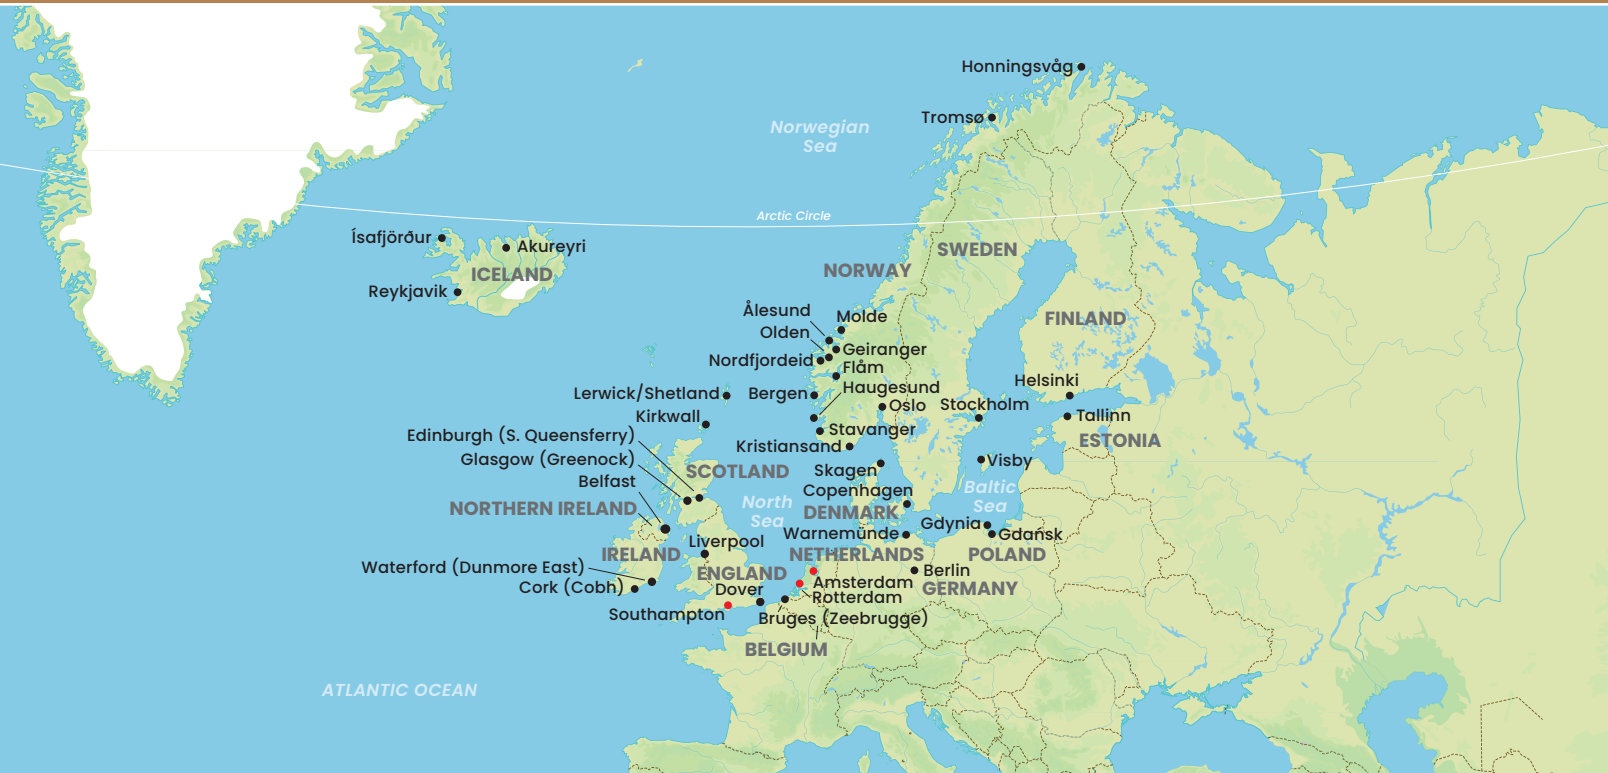 Honningsvåg
Tromsø
Norwegian
Sea
Arctic Circle
Ísafjörður
Akureyri
ICELAND
Reykjavik
SWEDEN
NORWAY
FINLAND
Ålesund
Molde
Olden
Geiranger
Nordfjordeid
Flåm
Haugesund
Lerwick/Shetland
Bergen
Oslo
Stockholm
Helsinki
Kirkwall
Tallinn
Stavanger
ESTONIA
Edinburgh (S. Queensferry)
Kristiansand
Glasgow (Greenock)
Visby
SCOTLAND
Skagen
Belfast
Copenhagen
Baltic
Sea
North
Sea
NORTHERN IRELAND
DENMARK
Gdynia
Warnemünde
Gdańsk
Liverpool
IRELAND
NETHERLANDS
POLAND
Waterford (Dunmore East)
ENGLAND
Berlin
Amsterdam
Cork (Cobh)
Dover
GERMANY
Rotterdam
Southampton
Bruges (Zeebrugge)
BELGIUM
ATLANTIC OCEAN